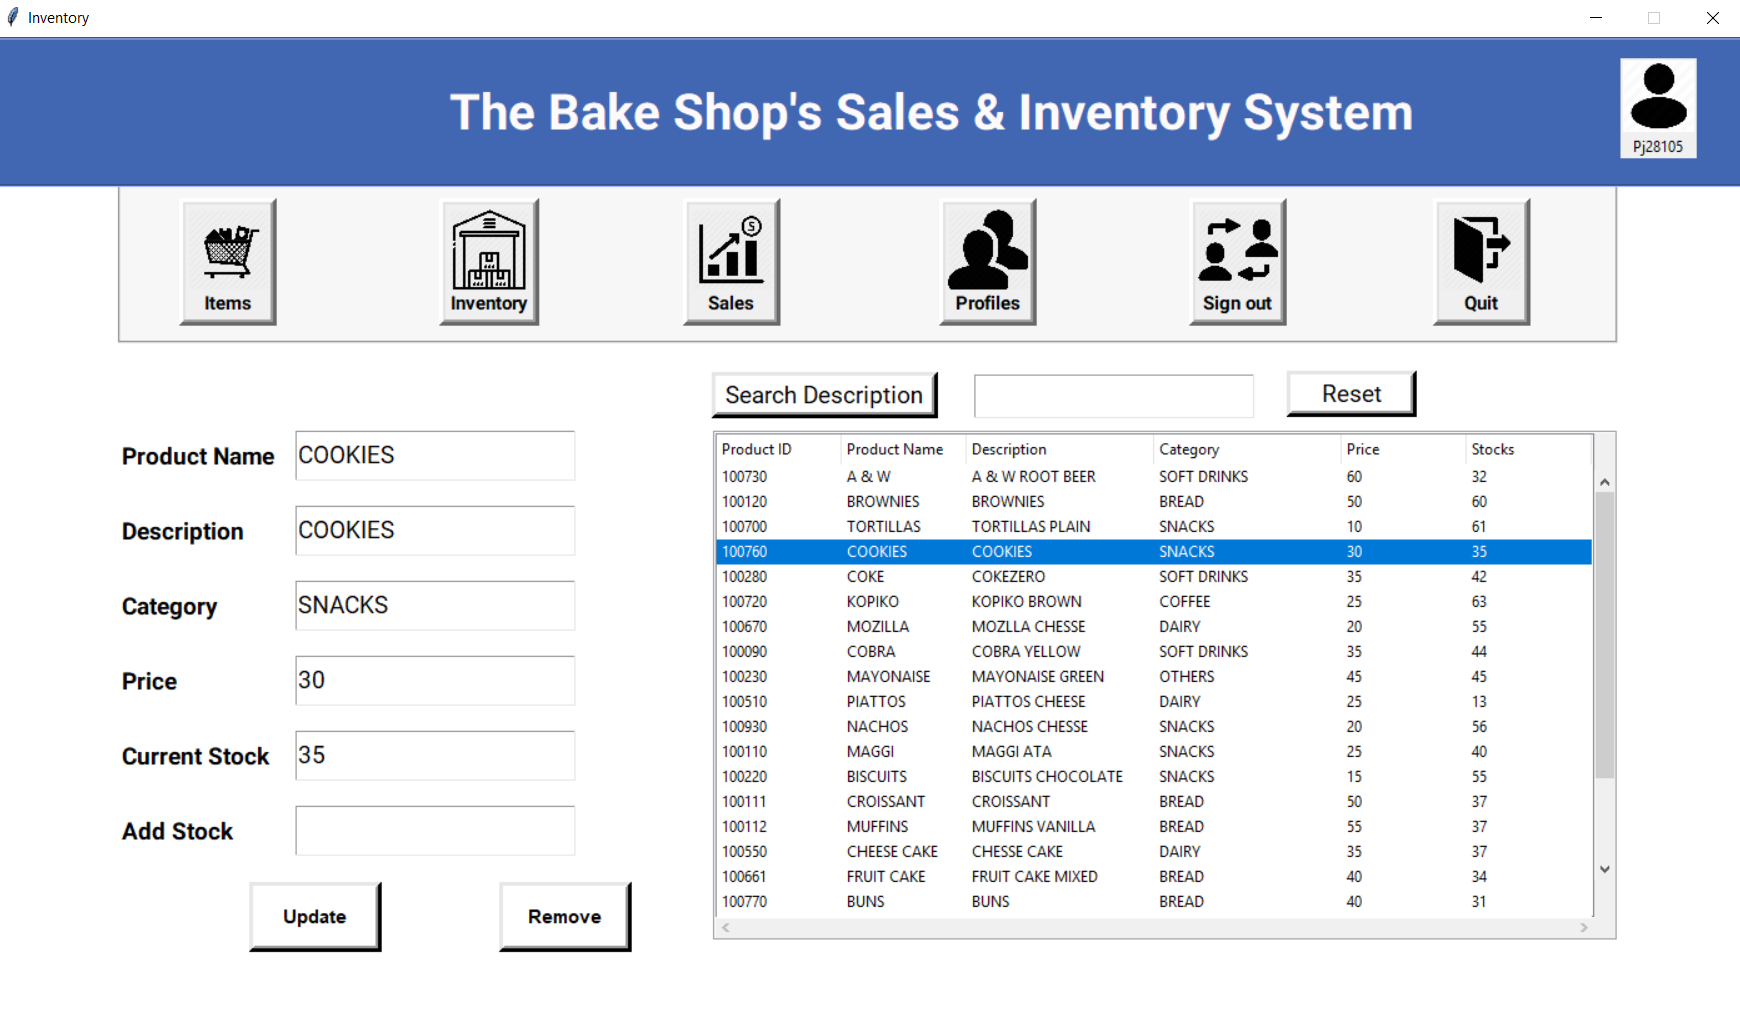 Inventory
The Bake Shop's Sales & Inventory System
Pj28105
Items Inventory Sales Profiles Sign out Quit
Search Description Reset
Product Name COOKIES
Description COOKIES
Category SNACKS
Price 30
Current Stock 35
Add Stock
Update Remove
Product ID Product Name Description Category Price Stocks
100730 A & W A & W ROOT BEER SOFT DRINKS 60 32
100120 BROWNIES BROWNIES BREAD 50 60
100700 TORTILLAS TORTILLAS PLAIN SNACKS 10 61
100760 COOKIES COOKIES SNACKS 30 35
100280 COKE COKEZERO SOFT DRINKS 35 42
100720 KOPIKO KOPIKO BROWN COFFEE 25 63
100670 MOZILLA MOZLLA CHESSE DAIRY 20 55
100090 COBRA COBRA YELLOW SOFT DRINKS 35 44
100230 MAYONAISE MAYONAISE GREEN OTHERS 45 45
100510 PIATTOS PIATTOS CHEESE DAIRY 25 13
100930 NACHOS NACHOS CHESSE SNACKS 20 56
100110 MAGGI MAGGI ATA SNACKS 25 40
100220 BISCUITS BISCUITS CHOCOLATE SNACKS 15 55
100111 CROISSANT CROISSANT BREAD 50 37
100112 MUFFINS MUFFINS VANILLA BREAD 55 37
100550 CHEESE CAKE CHESSE CAKE DAIRY 35 37
100661 FRUIT CAKE FRUIT CAKE MIXED BREAD 40 34
100770 BUNS BUNS BREAD 40 31